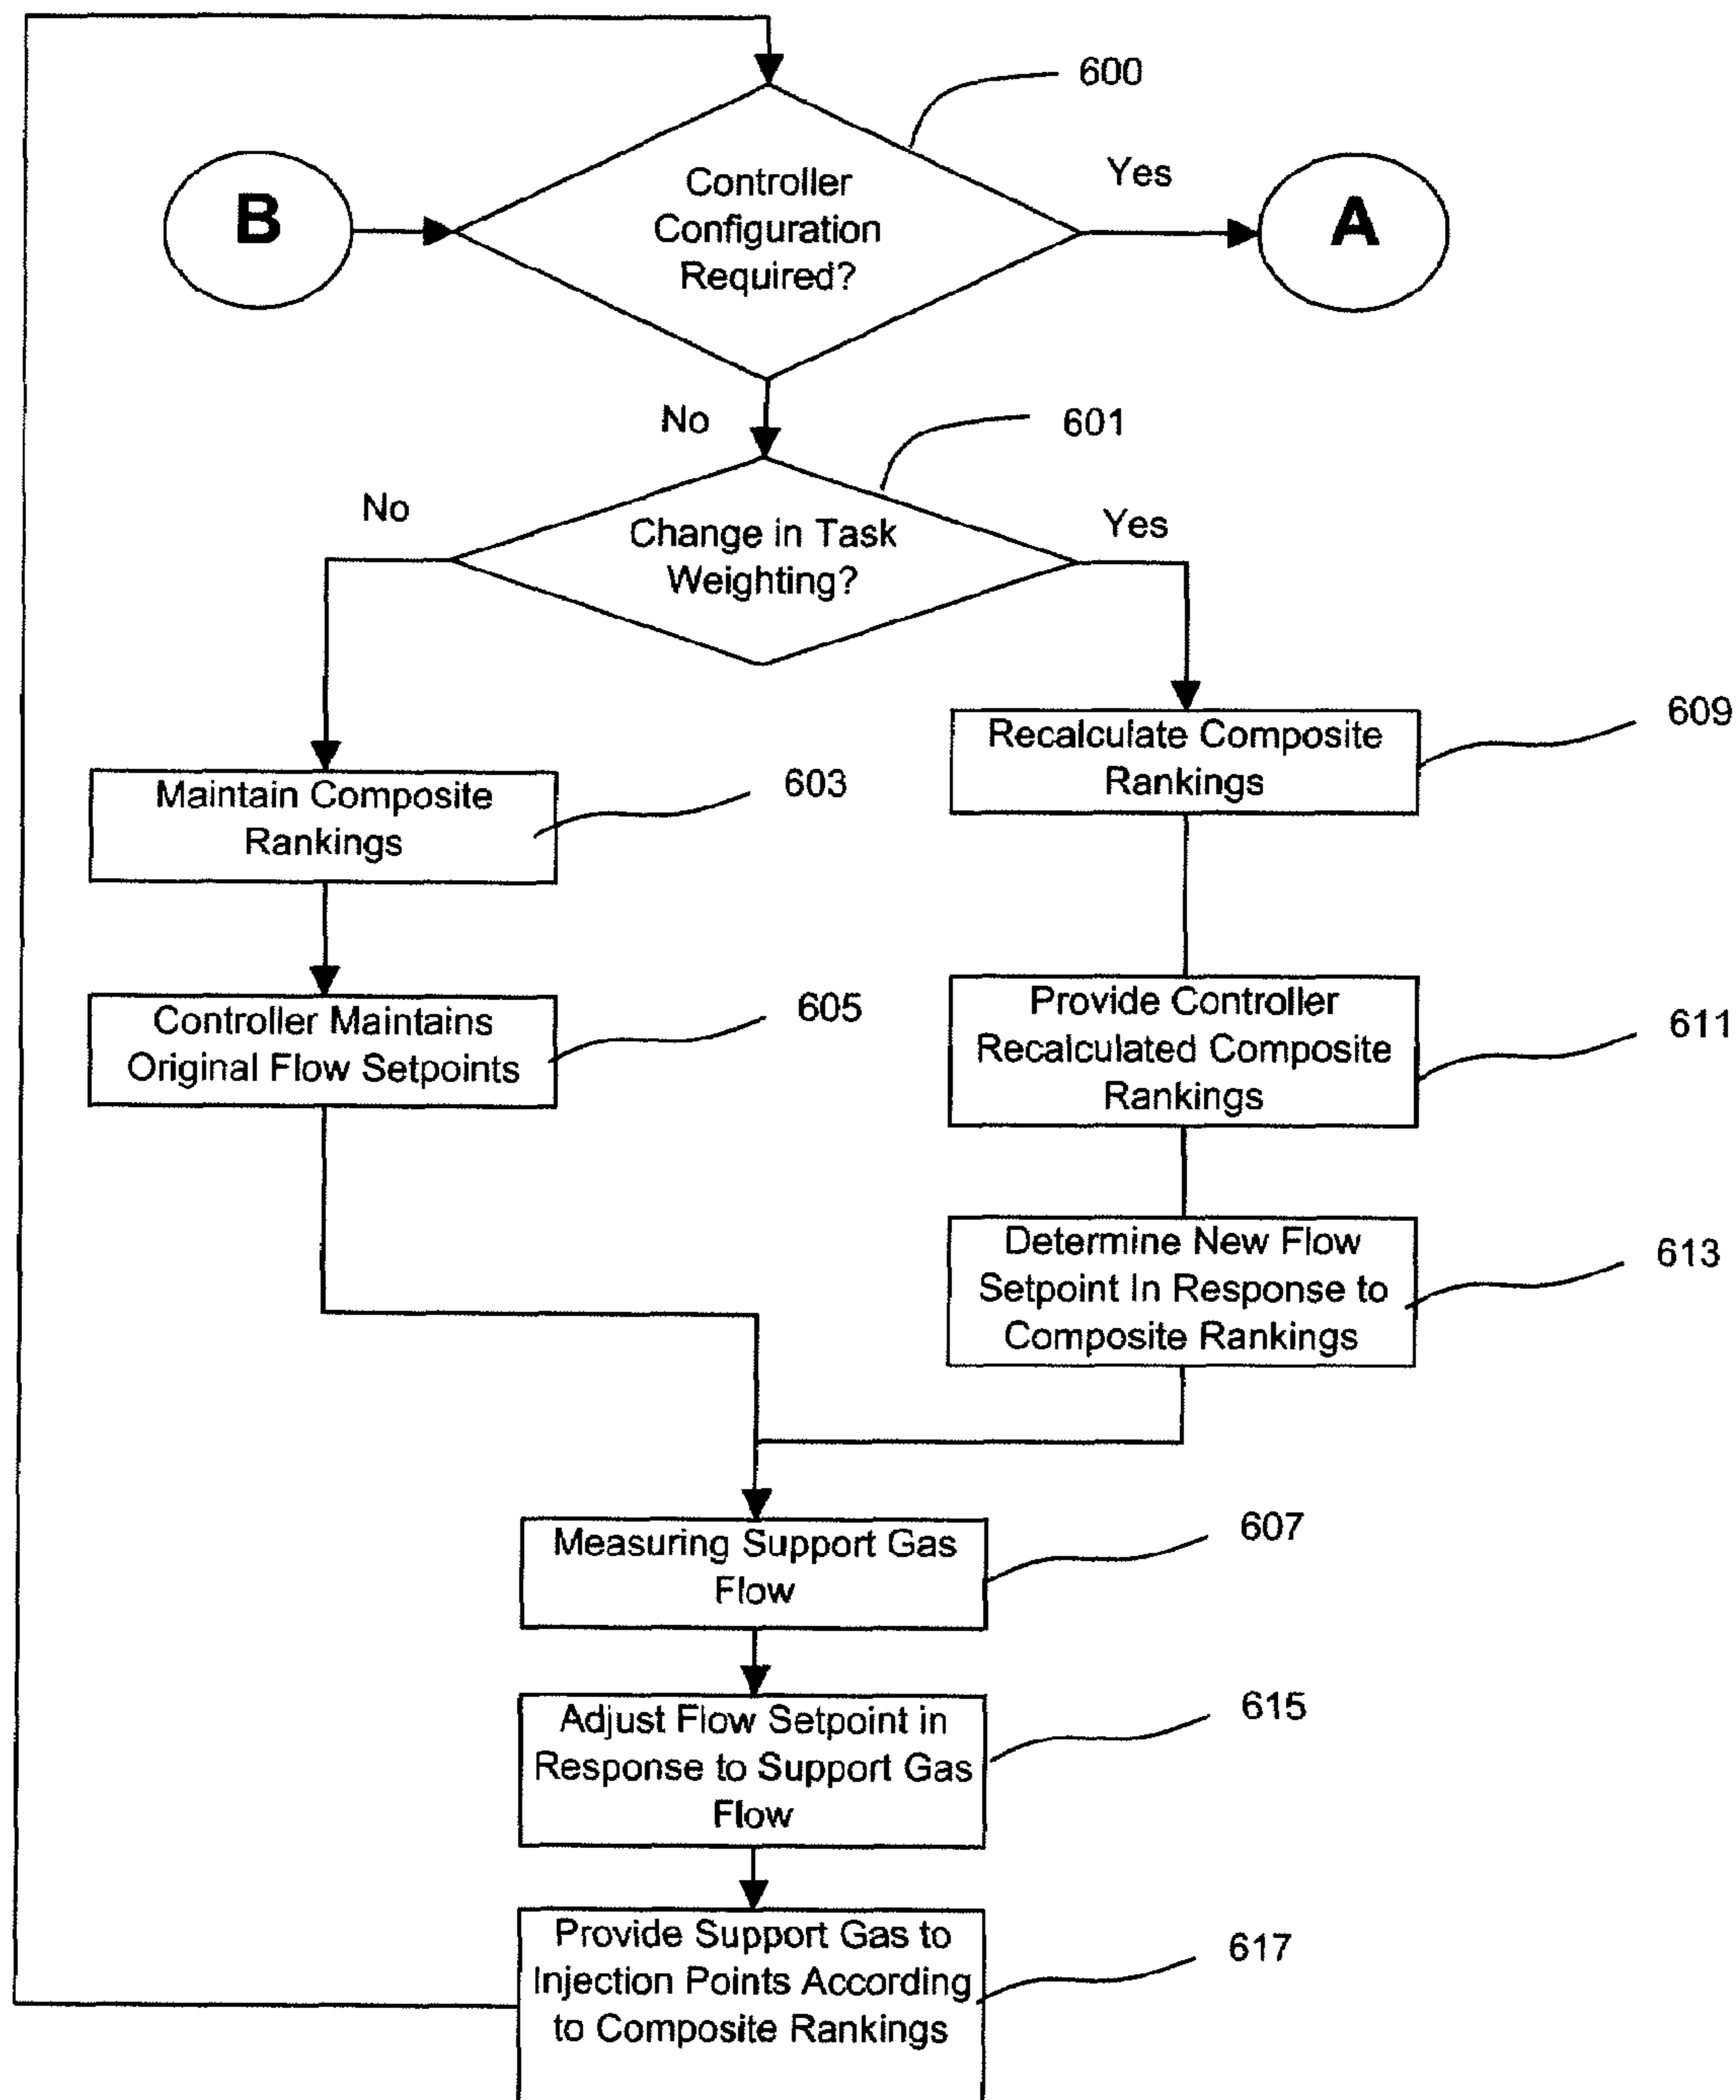 600
Controller
Configuration
Required?
Yes
B
A
No
601
No
Change in Task
Weighting?
Yes
Recalculate Composite
Rankings
609
Maintain Composite
Rankings
603
Controller Maintains
Original Flow Setpoints
605
Provide Controller
Recalculated Composite
Rankings
611
Determine New Flow
Setpoint In Response to
Composite Rankings
613
Measuring Support Gas
Flow
607
Adjust Flow Setpoint in
Response to Support Gas
Flow
615
Provide Support Gas to
Injection Points According
to Composite Rankings
617